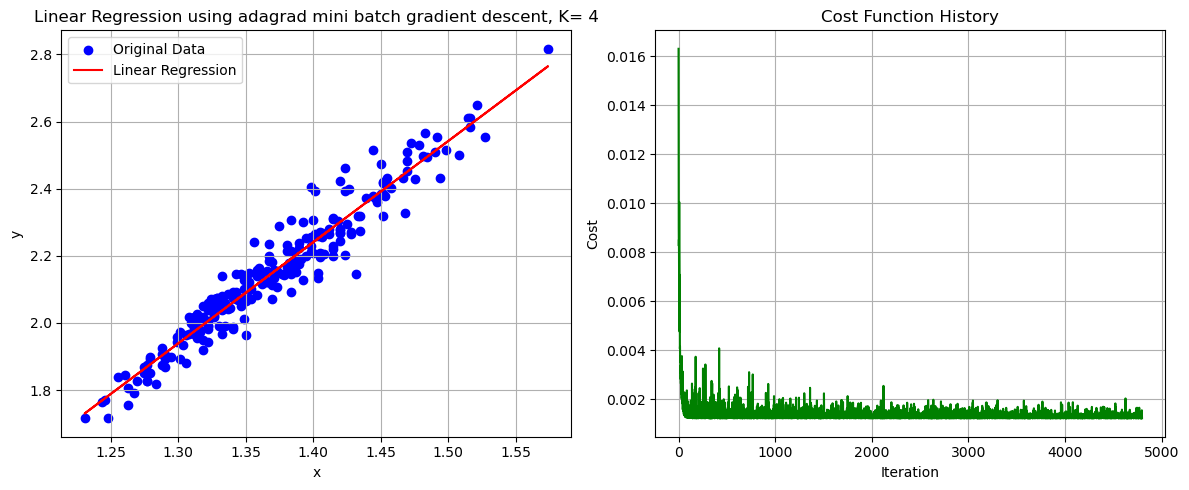 Linear Regression using adagrad mini batch gradient descent, K= 4
Original Data
Linear Regression
y
2.8
2.6
2.4
2.2
2.0
1.8
1.25 1.30 1.35 1.40 1.45 1.50 1.55
x
Cost Function History
Cost
0.016
0.014
0.012
0.010
0.008
0.006
0.004
0.002
0 1000 2000 3000 4000 5000
Iteration